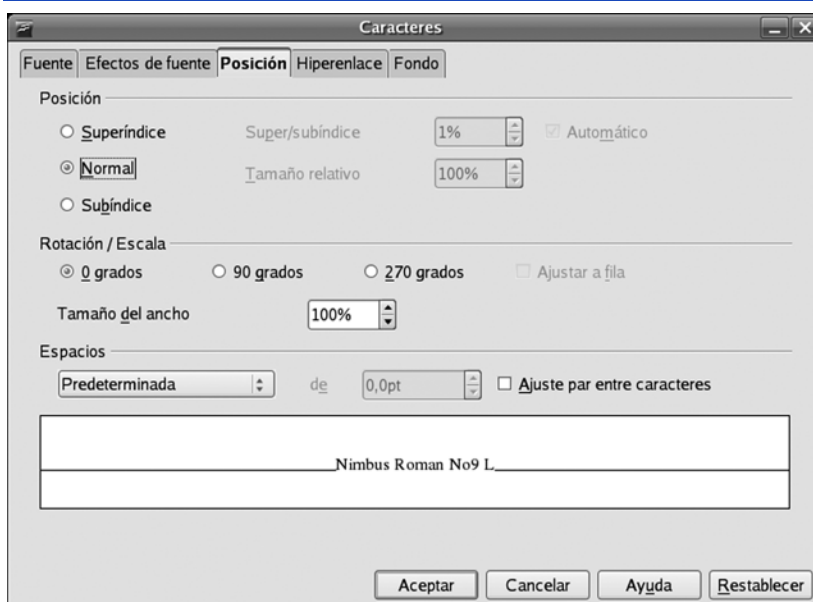 Caracteres
Fuente Efectos de fuente Posición Hiperenlace Fondo
Posición
Superíndice Super/subíndice 1% Automático
Normal Tamaño relativo 100%
Subíndice
Rotación / Escala
0 grados 90 grados 270 grados Ajustar a fila
Tamaño del ancho 100%
Espacios
Predeterminada de 0,0pt Ajuste par entre caracteres
Nimbus Roman No9 L
Aceptar Cancelar Ayuda Restablecer